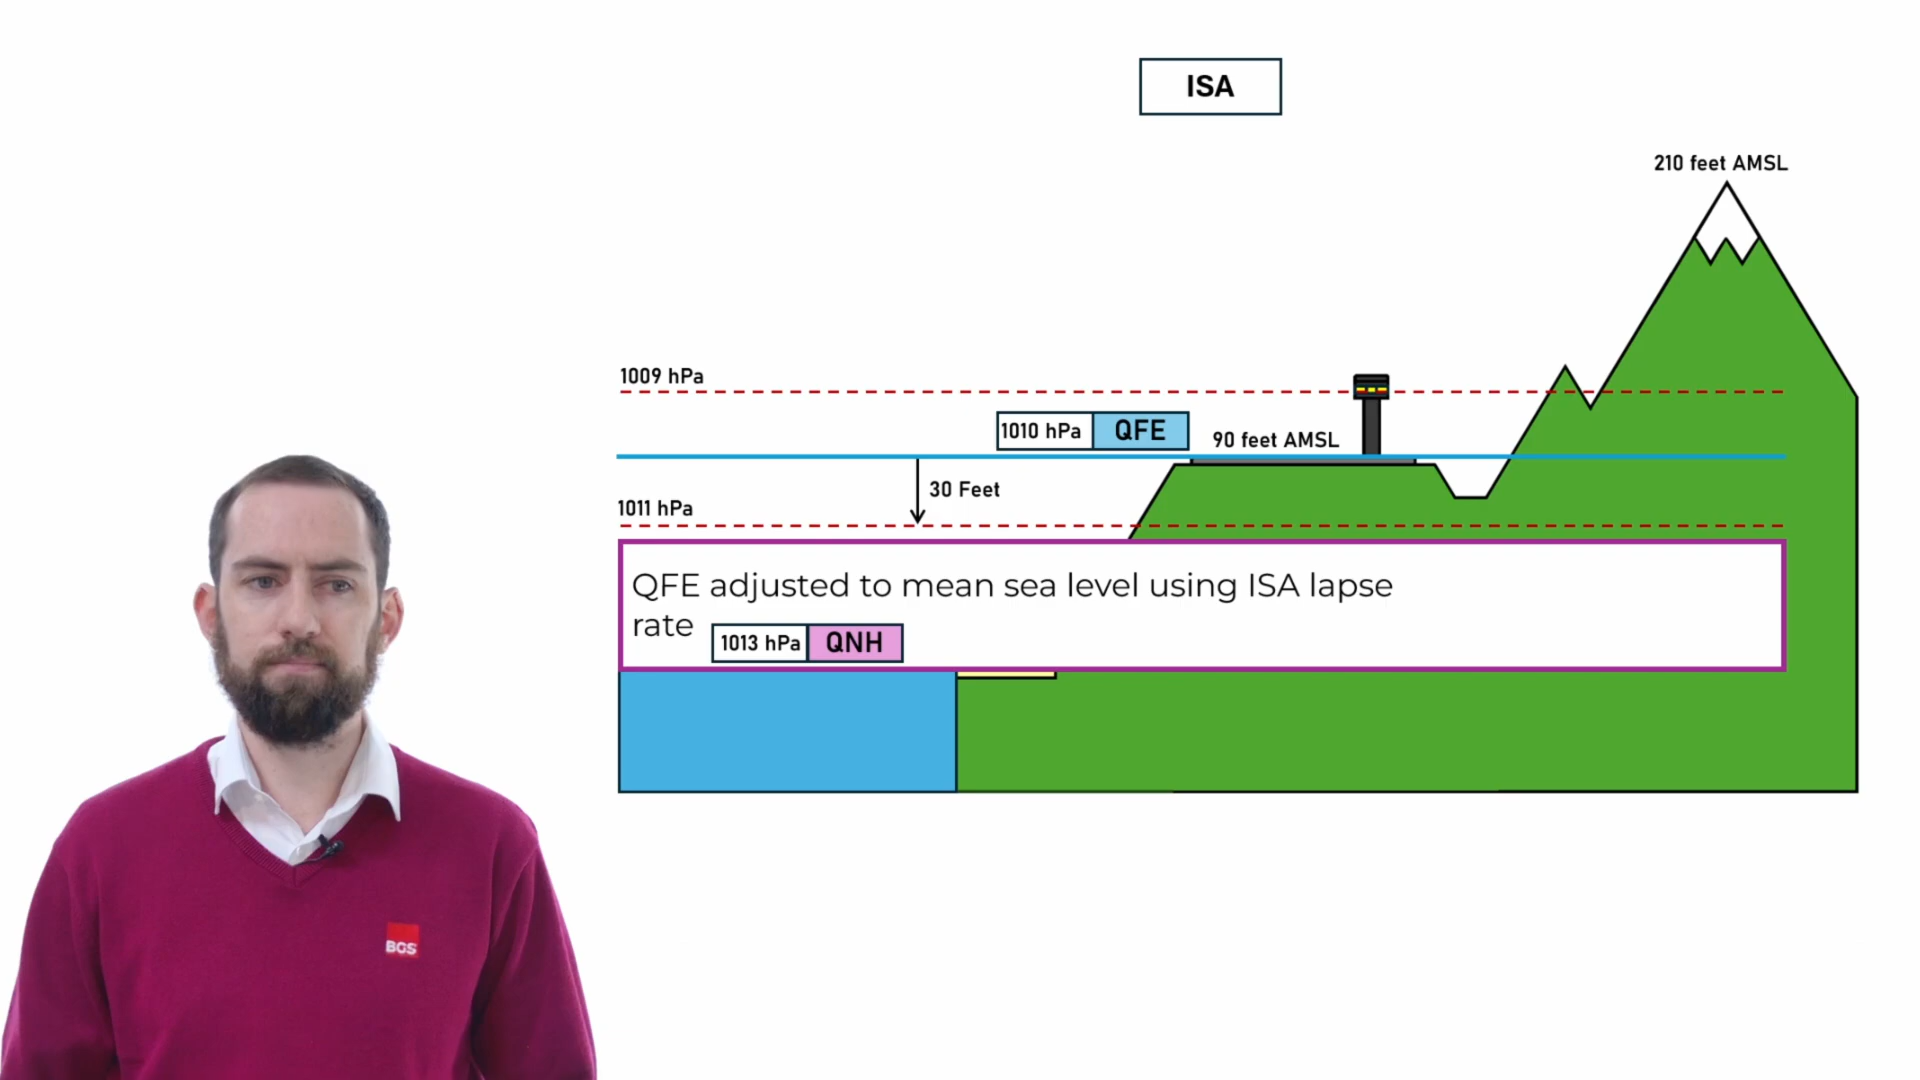 ISA
210 feet AMSL
1009 hPa
1010 hPa QFE
90 feet AMSL
30 Feet
1011 hPa
QFE adjusted to mean sea level using ISA lapse
rate
1013 hPa QNH
BGS